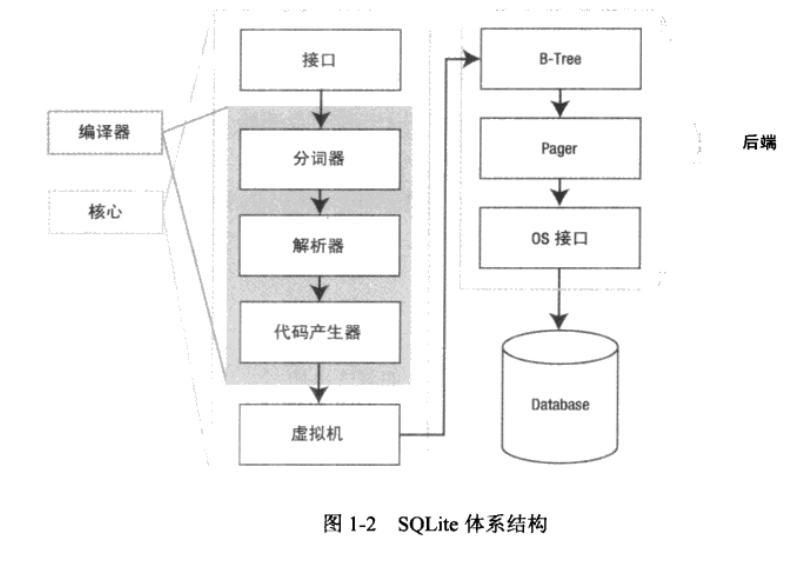 接口
编译器
分词器
核心
解析器
代码产生器
虚拟机
B-Tree
Pager
后端
OS 接口
Database
图 1-2 SQLite 体系结构